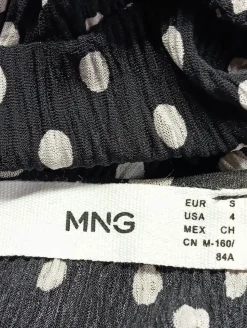 MNG
EUR S
USA 4
MEX CH
CN M-160/
84A